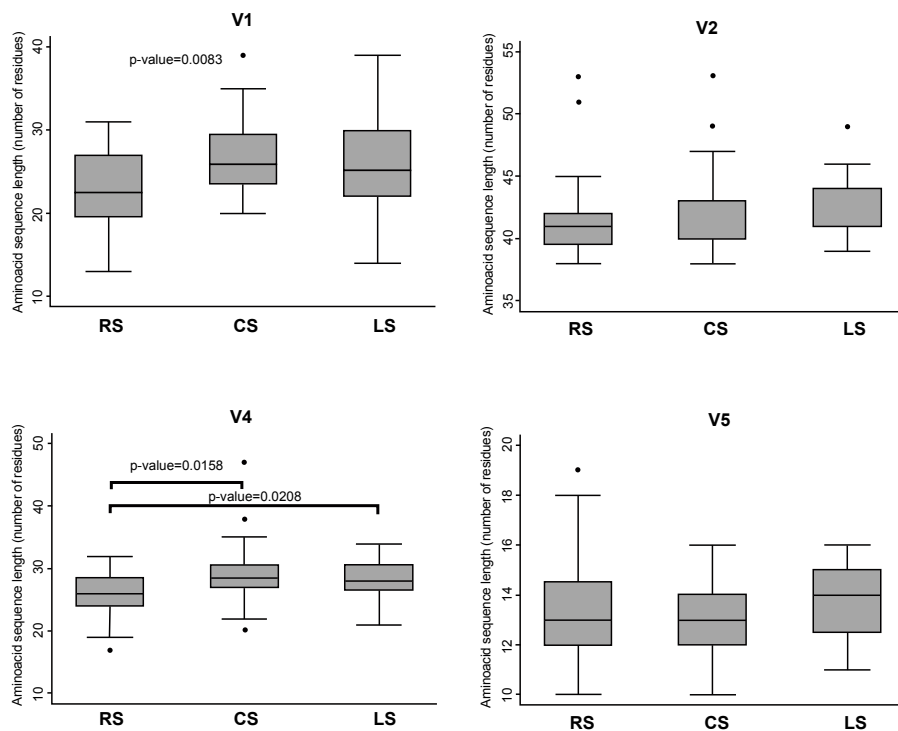 V1
Aminoacid sequence length (number of residues)
40
30
20
10
p-value=0.0083
RS CS LS
V2
Aminoacid sequence length (number of residues)
55
50
45
40
35
RS CS LS
V4
Aminoacid sequence length (number of residues)
50
40
30
20
10
p-value=0.0158
p-value=0.0208
RS CS LS
V5
Aminoacid sequence length (number of residues)
20
18
16
14
12
10
RS CS LS